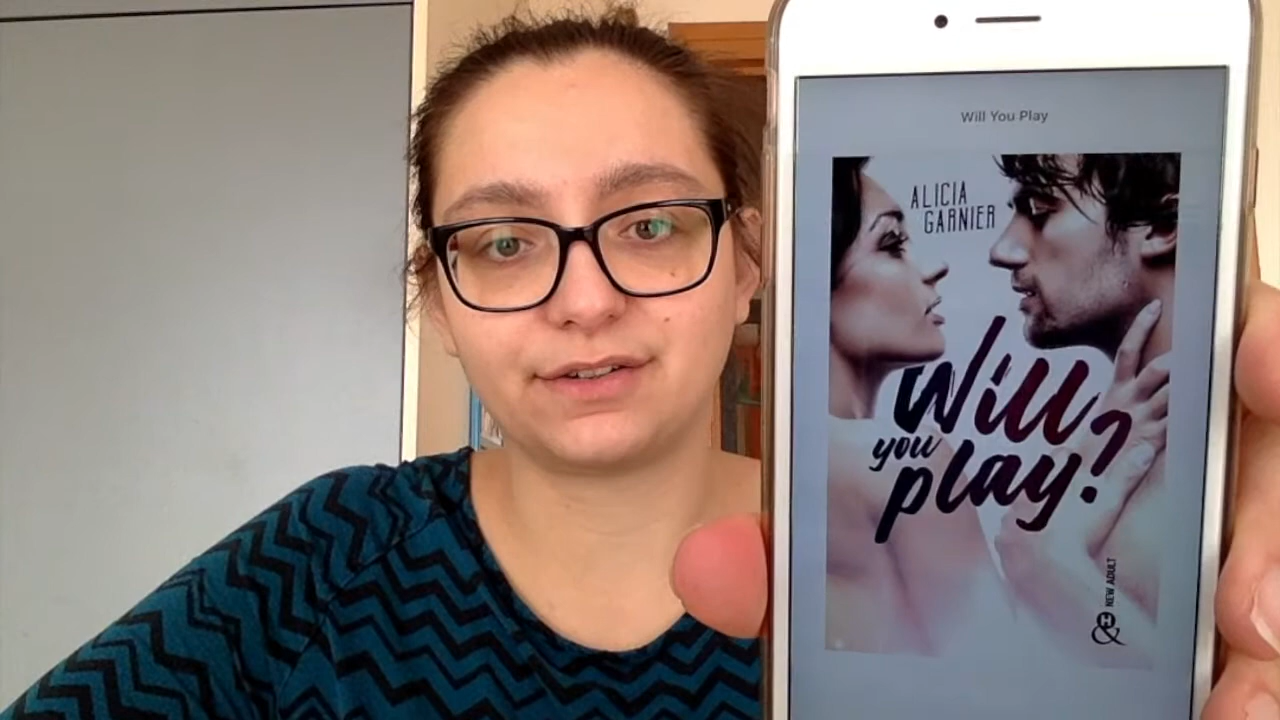 Will You Play
ALICIA
GARNIER
Will
you
play?
&H NEW ADULT